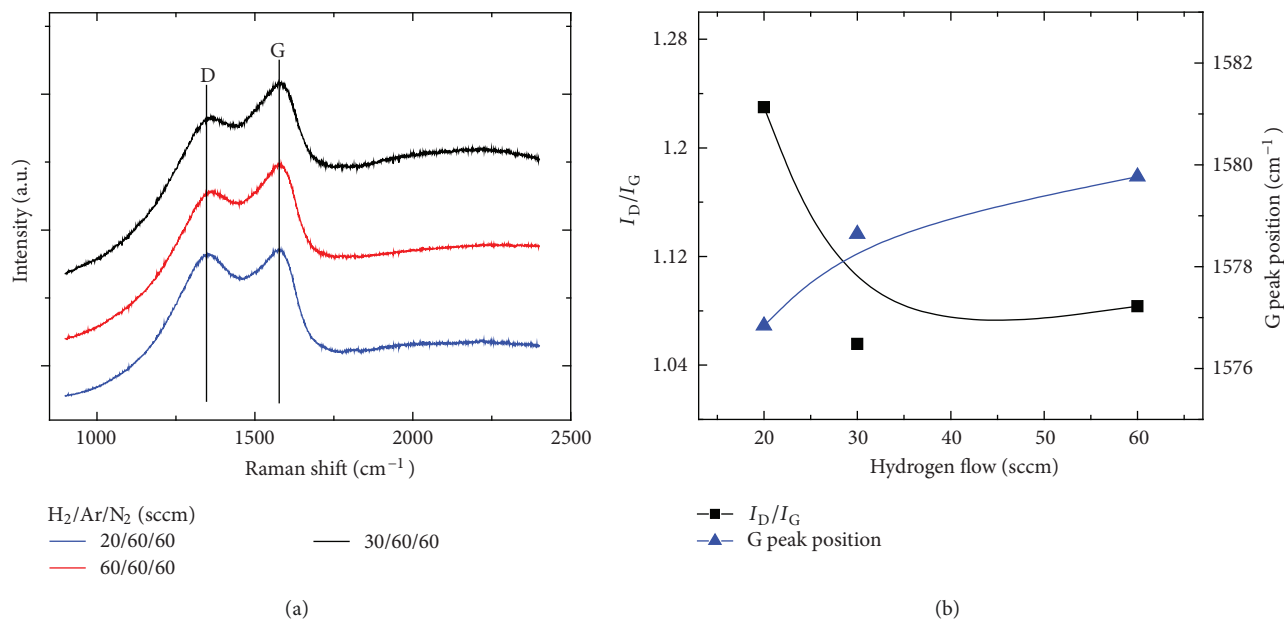 D
G
Intensity (a.u.)
1000
1500
2000
2500
Raman shift (cm⁻¹)
H₂/Ar/N₂ (sccm)
20/60/60
30/60/60
60/60/60
(a)
1.28
1.2
1.12
1.04
I_D/I_G
1582
1580
1578
1576
G peak position (cm⁻¹)
20
30
40
50
60
Hydrogen flow (sccm)
I_D/I_G
G peak position
(b)